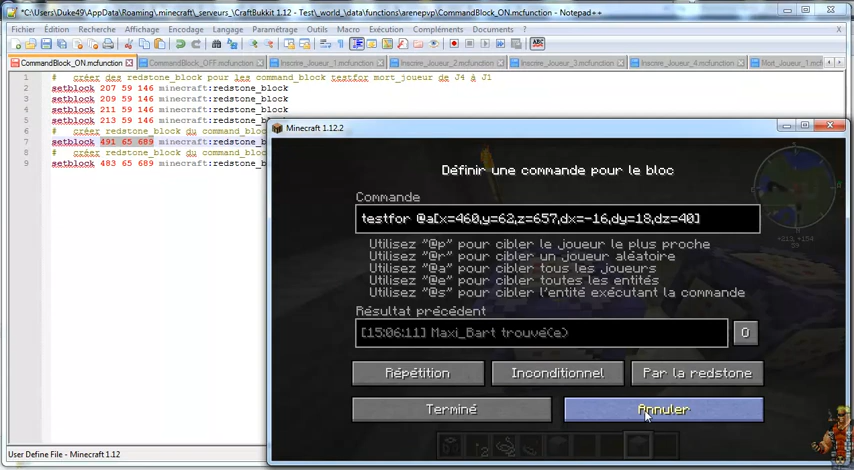 *C:\Users\Duke49\AppData\Roaming\.minecraft\_serveurs_\CraftBukkit 1.12 - Test\_world_\data\functions\arenepvp\CommandBlock_ON.mcfunction - Notepad++
Fichier Édition Recherche Affichage Encodage Langage Paramétrage Outils Macro Exécution Compléments Documents ? X
CommandBlock_ON.mcfunction CommandBlock_OFF.mcfunction Inscrire_Joueur_1.mcfunction Inscrire_Joueur_2.mcfunction Inscrire_Joueur_3.mcfunction Inscrire_Joueur_4.mcfunction Mort_Joueur_1.mcfun
1 # créer des redstone_block pour les command_block testfor mort_joueur de J4 à J1
2 setblock 207 59 146 minecraft:redstone_block
3 setblock 209 59 146 minecraft:redstone_block
4 setblock 211 59 146 minecraft:redstone_block
5 setblock 213 59 146 minecraft:redstone_block
6 # créer redstone_block du command_bloc
7 setblock 491 65 689 minecraft:redstone_b
8 # créer redstone_block du command_bloc
9 setblock 483 65 689 minecraft:redstone_b
Minecraft 1.12.2
Définir une commande pour le bloc
Commande
testfor @a[x=460,y=62,z=657,dx=-16,dy=18,dz=40]
Utilisez "@p" pour cibler le joueur le plus proche
Utilisez "@r" pour cibler un joueur aléatoire
Utilisez "@a" pour cibler tous les joueurs
Utilisez "@e" pour cibler toutes les entités
Utilisez "@s" pour cibler l'entité exécutant la commande
Résultat précédent
[15:06:11] Maxi_Bart trouvé(e)
O
Répétition Inconditionnel Par la redstone
Terminé Annuler
+213, +154
59
User Define File - Minecraft 1.12